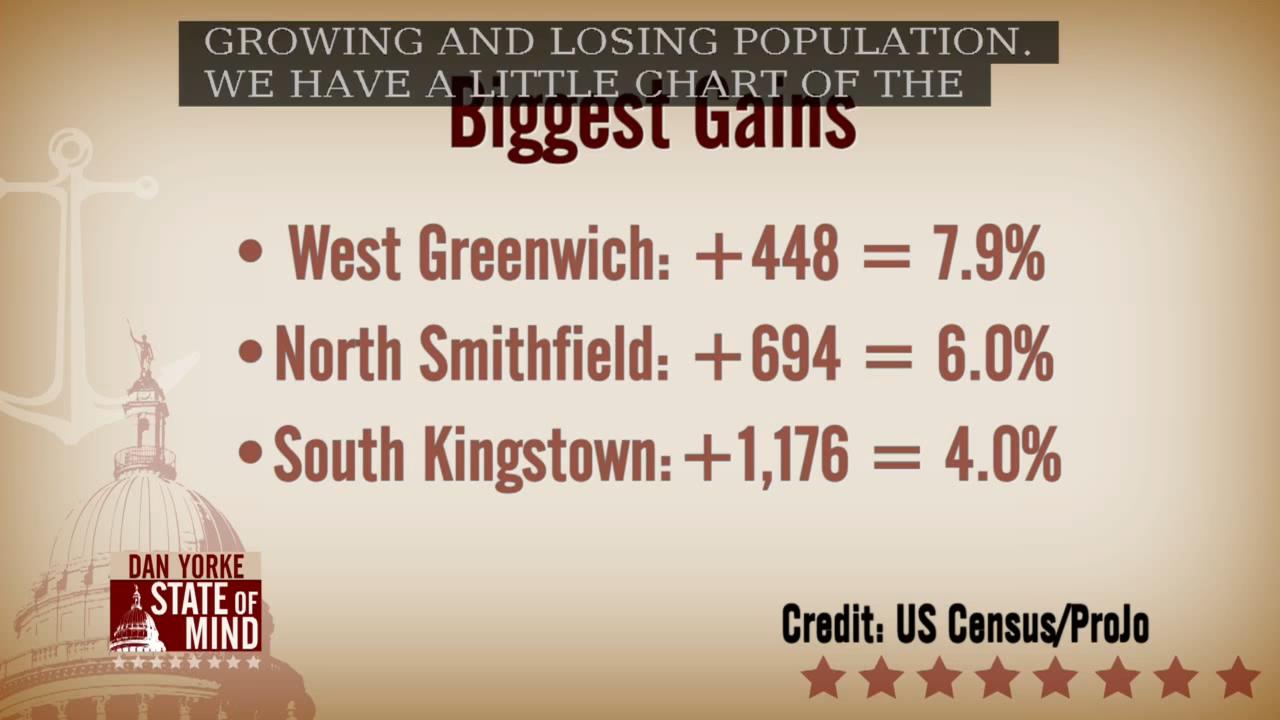 GROWING AND LOSING POPULATION.
WE HAVE A LITTLE CHART OF THE
Biggest Gains
• West Greenwich: +448 = 7.9%
• North Smithfield: +694 = 6.0%
• South Kingstown: +1,176 = 4.0%
DAN YORKE
STATE OF
MIND
Credit: US Census/ProJo